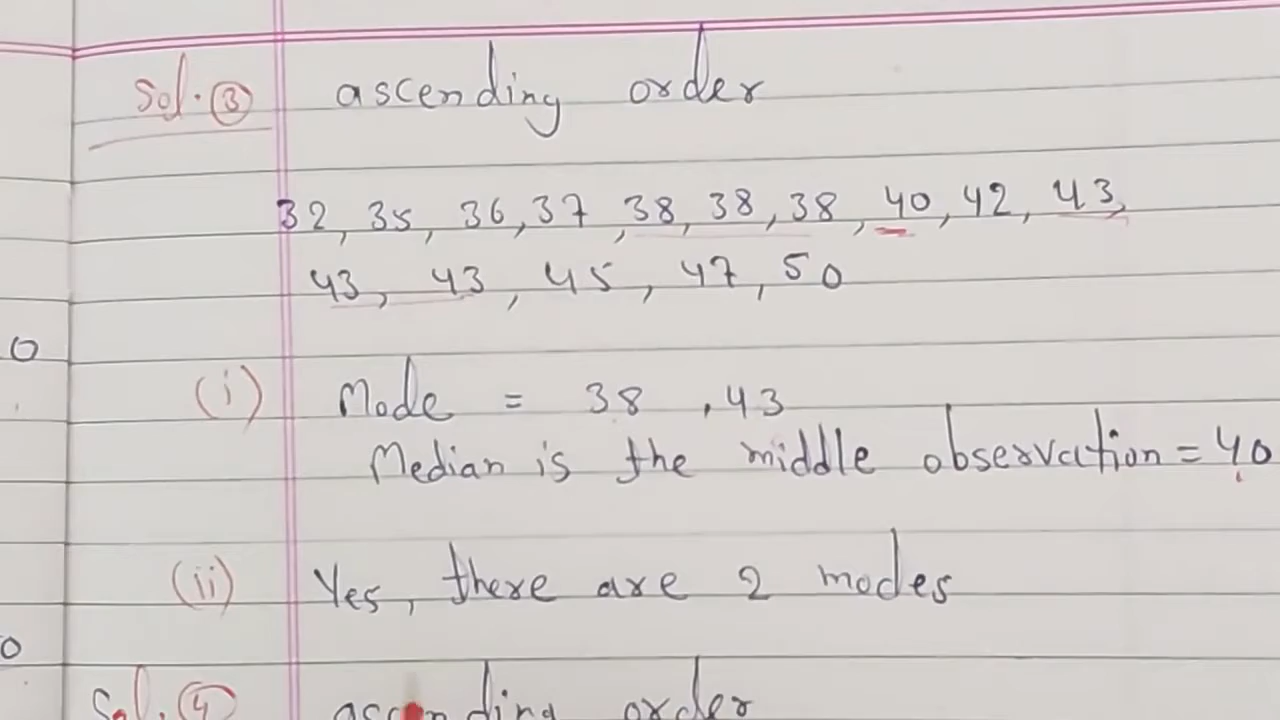 Sol. ③ ascending order
32, 35, 36, 37, 38, 38, 38, 40, 42, 43,
43, 43, 45, 47, 50
0
(i) Mode = 38, 43
Median is the middle observation = 40
(ii) Yes, there are 2 modes
0
Sol. ④ ascending order